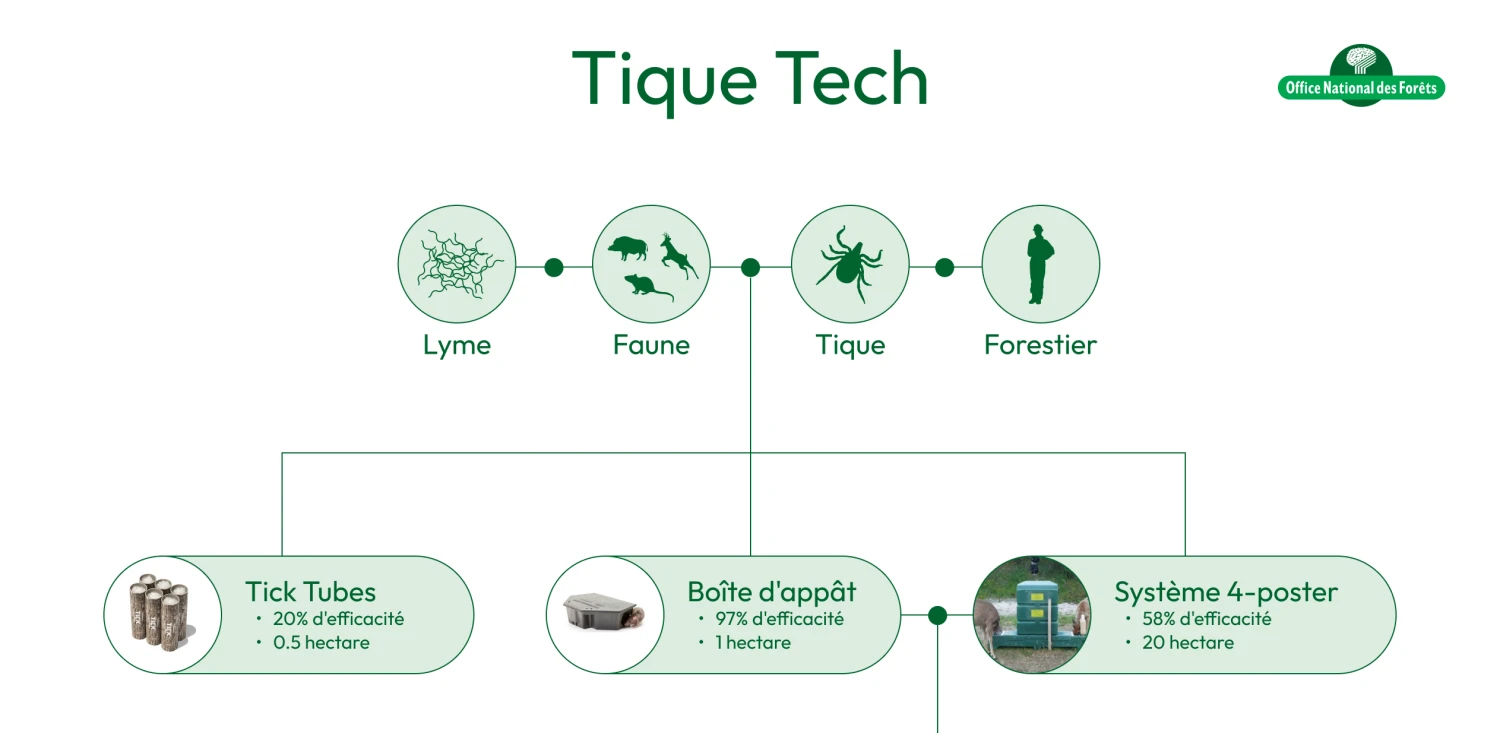 Tique Tech
Office National des Forêts
Lyme
Faune
Tique
Forestier
Tick Tubes
• 20% d'efficacité
• 0.5 hectare
Boîte d'appât
• 97% d'efficacité
• 1 hectare
Système 4-poster
• 58% d'efficacité
• 20 hectare